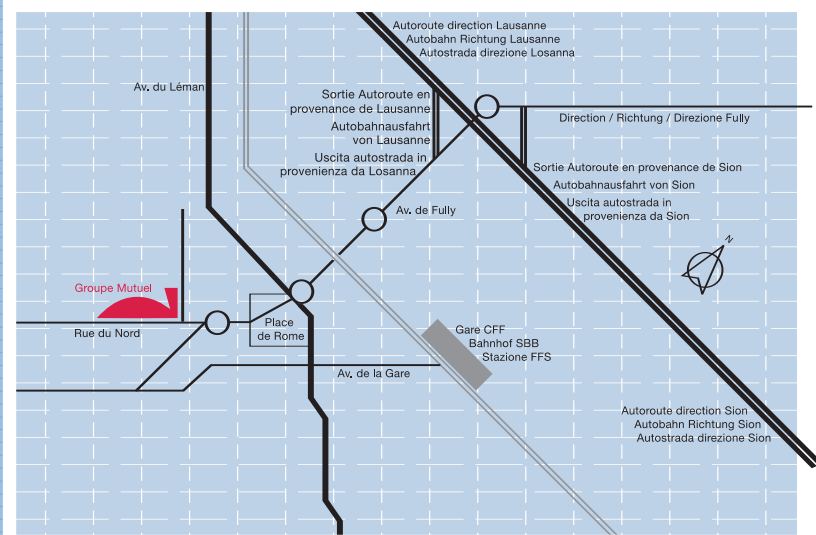 Autoroute direction Lausanne
Autobahn Richtung Lausanne
Autostrada direzione Losanna
Av. du Léman
Sortie Autoroute en
provenance de Lausanne
Autobahnausfahrt
von Lausanne
Uscita autostrada in
provenienza da Losanna
Direction / Richtung / Direzione Fully
Sortie Autoroute en provenance de Sion
Autobahnausfahrt von Sion
Uscita autostrada in
provenienza da Sion
Av. de Fully
N
Groupe Mutuel
Rue du Nord
Place
de Rome
Gare CFF
Bahnhof SBB
Stazione FFS
Av. de la Gare
Autoroute direction Sion
Autobahn Richtung Sion
Autostrada direzione Sion